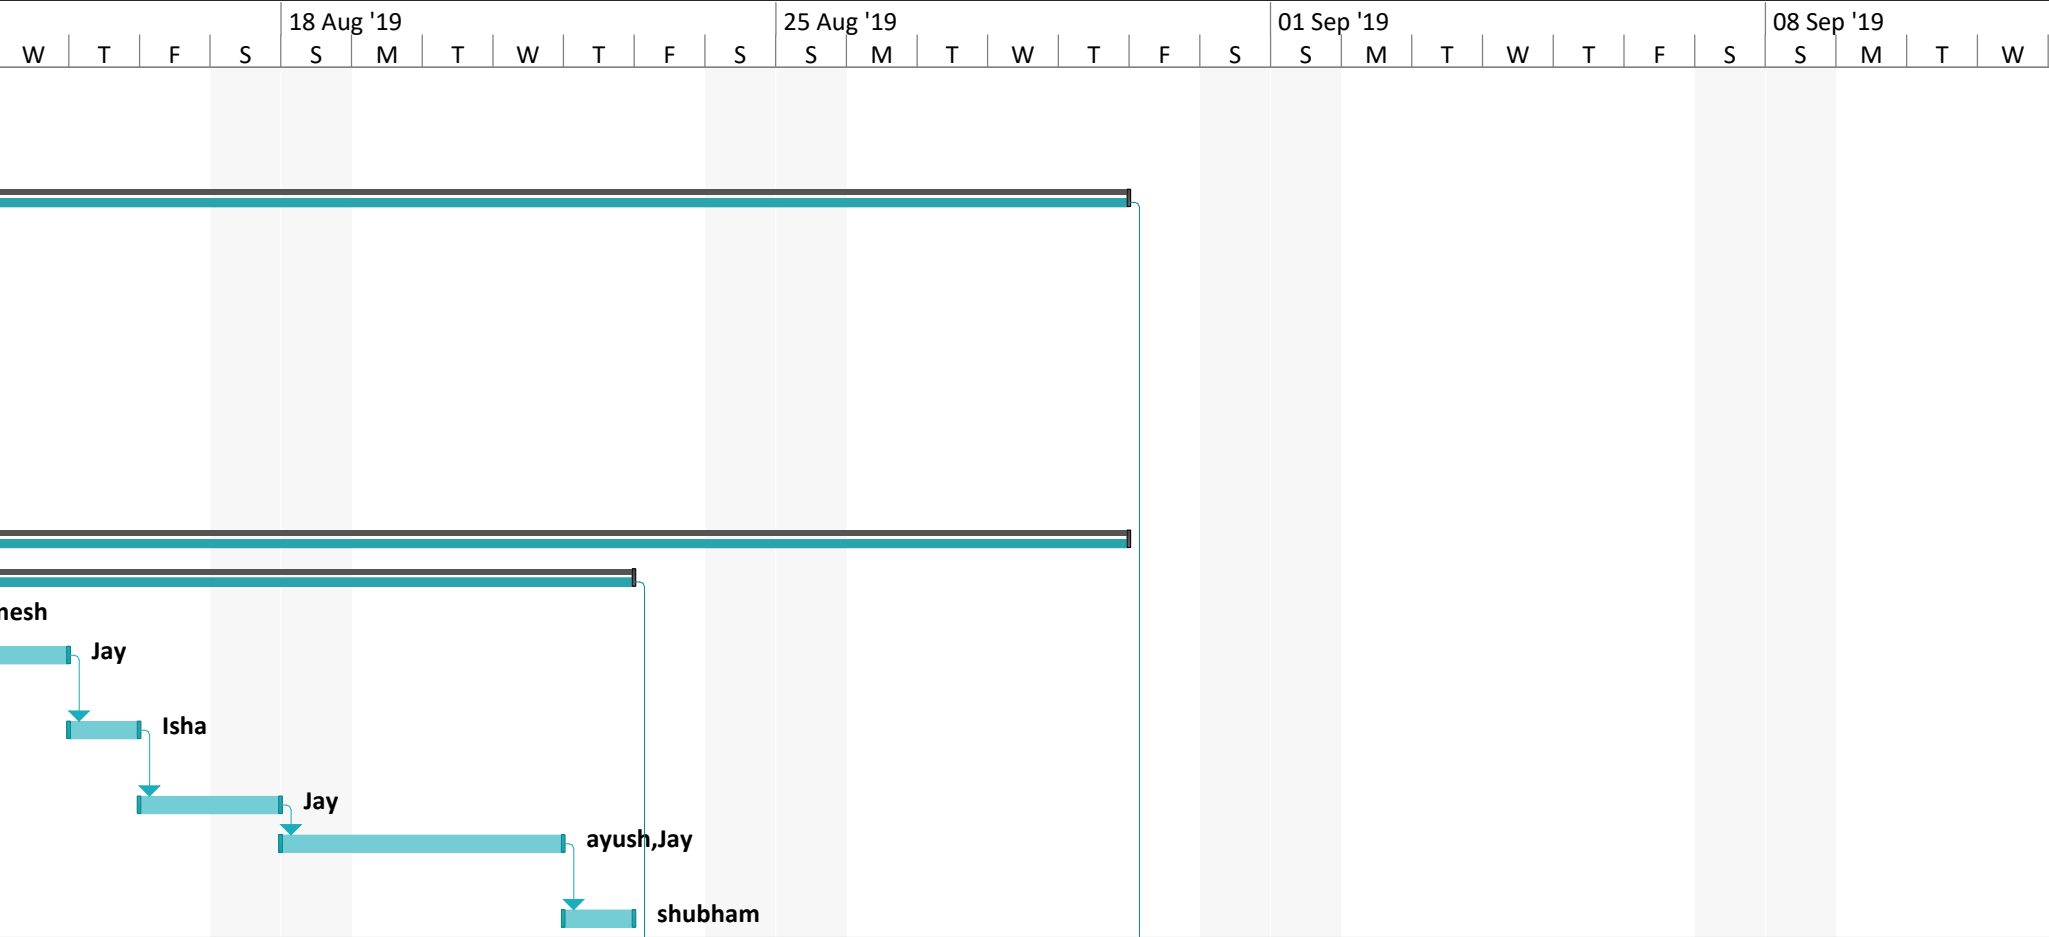 18 Aug '19 25 Aug '19 01 Sep '19 08 Sep '19
W T F S S M T W T F S S M T W T F S S M T W T F S S M T W
nesh
Jay
Isha
Jay
ayush,Jay
shubham